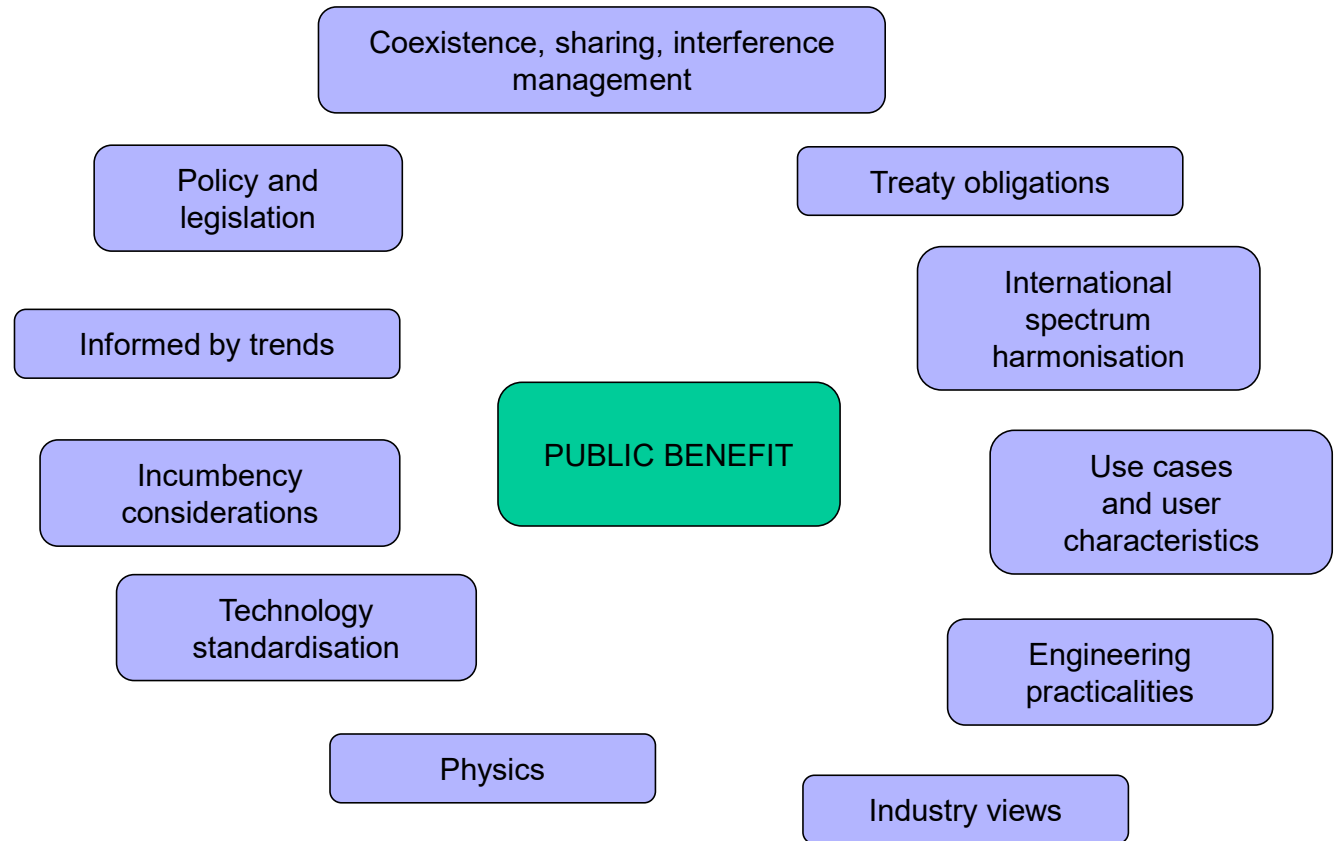 Coexistence, sharing, interference
management
Policy and
legislation
Treaty obligations
International
spectrum
harmonisation
Informed by trends
PUBLIC BENEFIT
Incumbency
considerations
Use cases
and user
characteristics
Technology
standardisation
Engineering
practicalities
Physics
Industry views